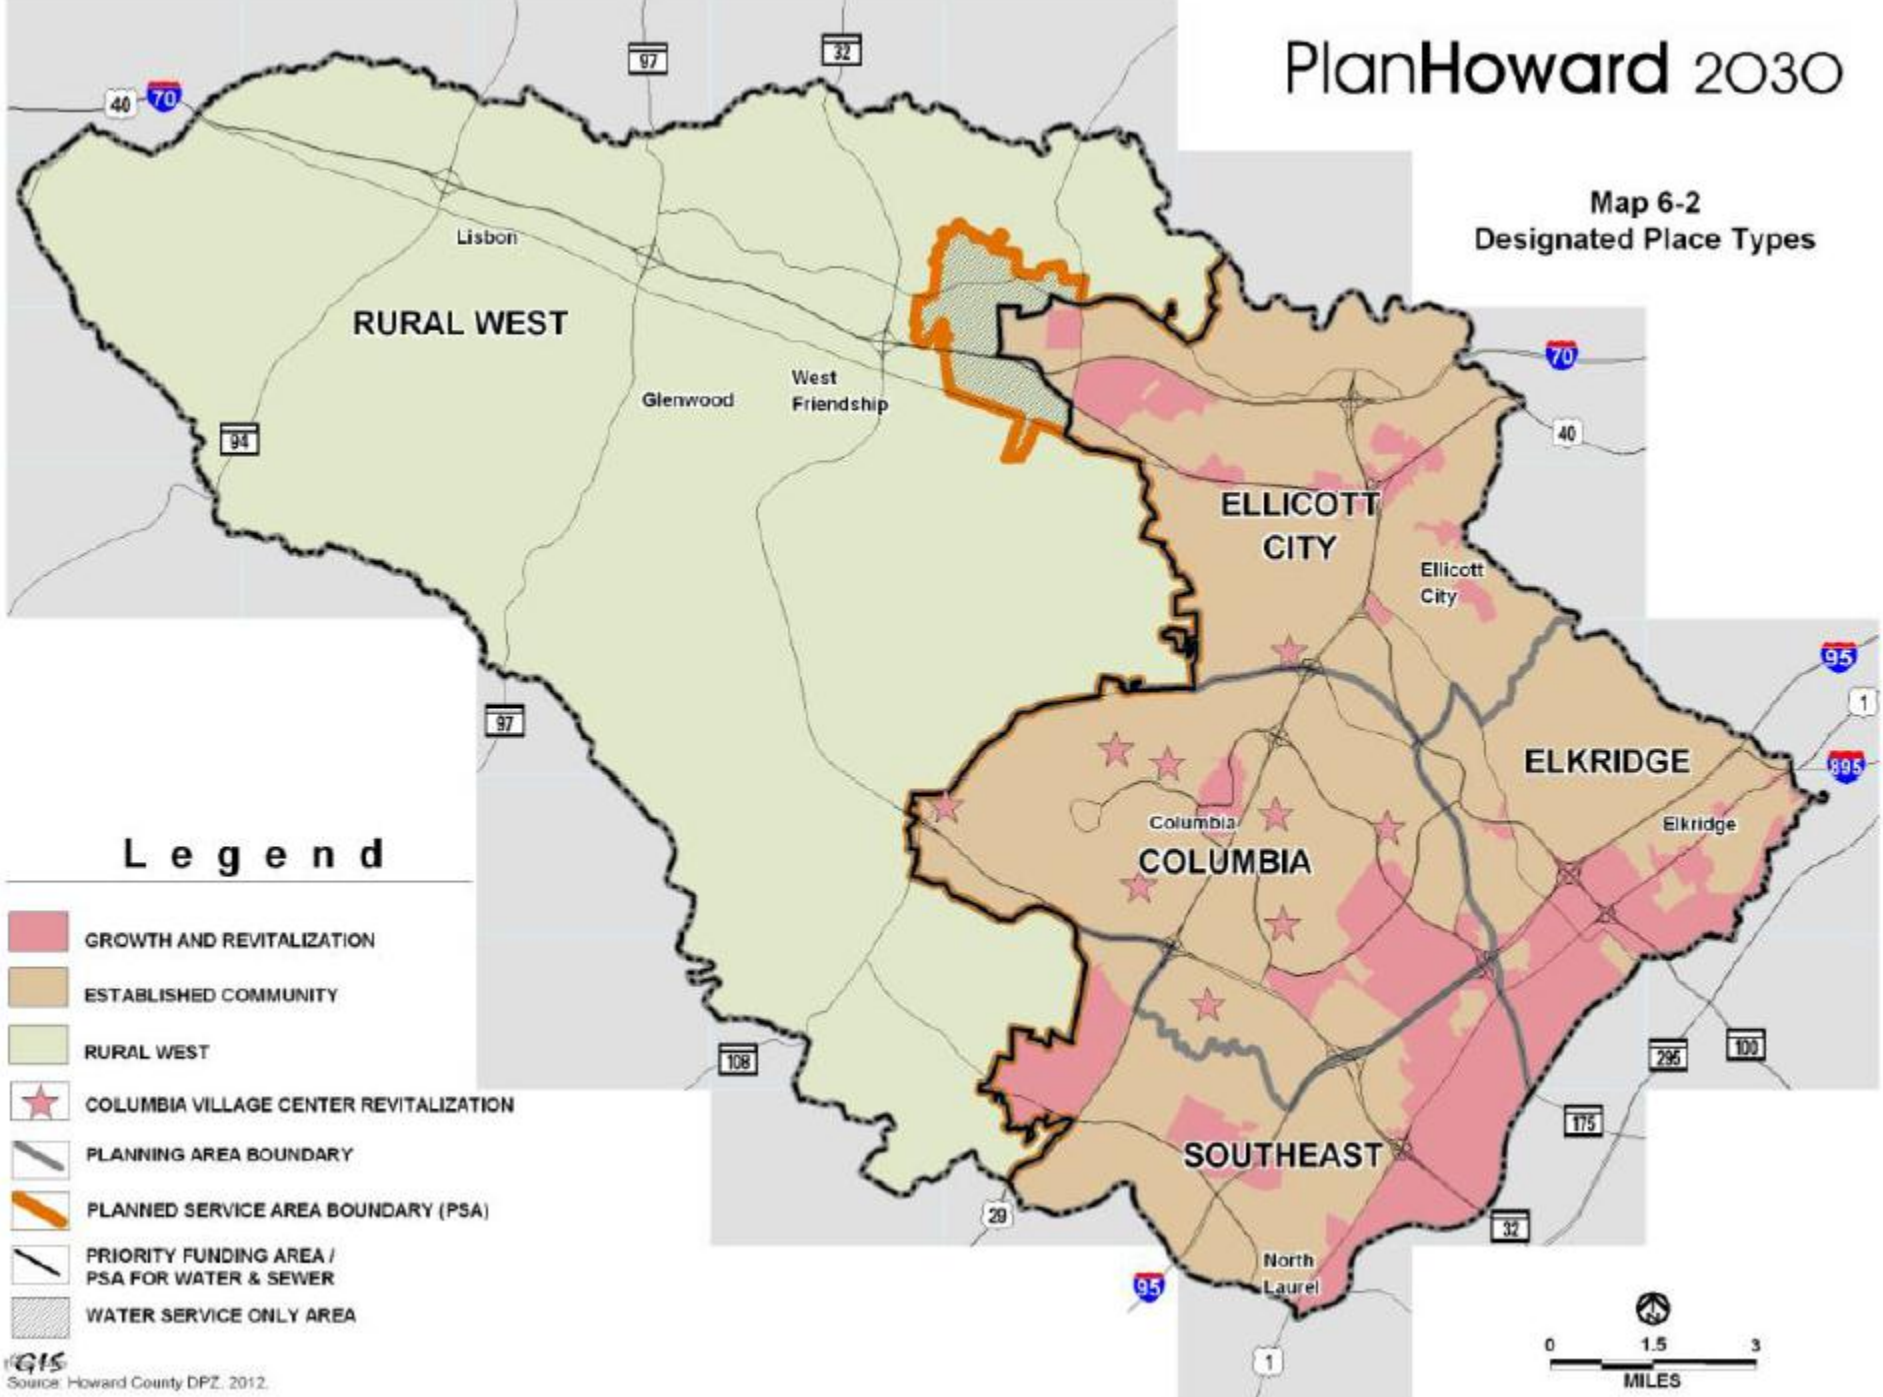 PlanHoward 2030
Map 6-2
Designated Place Types
97
32
40
70
Lisbon
RURAL WEST
70
West
Friendship
Glenwood
40
94
ELLICOTT
CITY
Ellicott
City
95
1
97
ELKRIDGE
895
Columbia
Elkridge
COLUMBIA
108
295
100
175
SOUTHEAST
29
32
North
Laurel
95
1
Legend
GROWTH AND REVITALIZATION
ESTABLISHED COMMUNITY
RURAL WEST
COLUMBIA VILLAGE CENTER REVITALIZATION
PLANNING AREA BOUNDARY
PLANNED SERVICE AREA BOUNDARY (PSA)
PRIORITY FUNDING AREA /
PSA FOR WATER & SEWER
WATER SERVICE ONLY AREA
GIS
Source: Howard County DPZ, 2012.
N
0 1.5 3
MILES